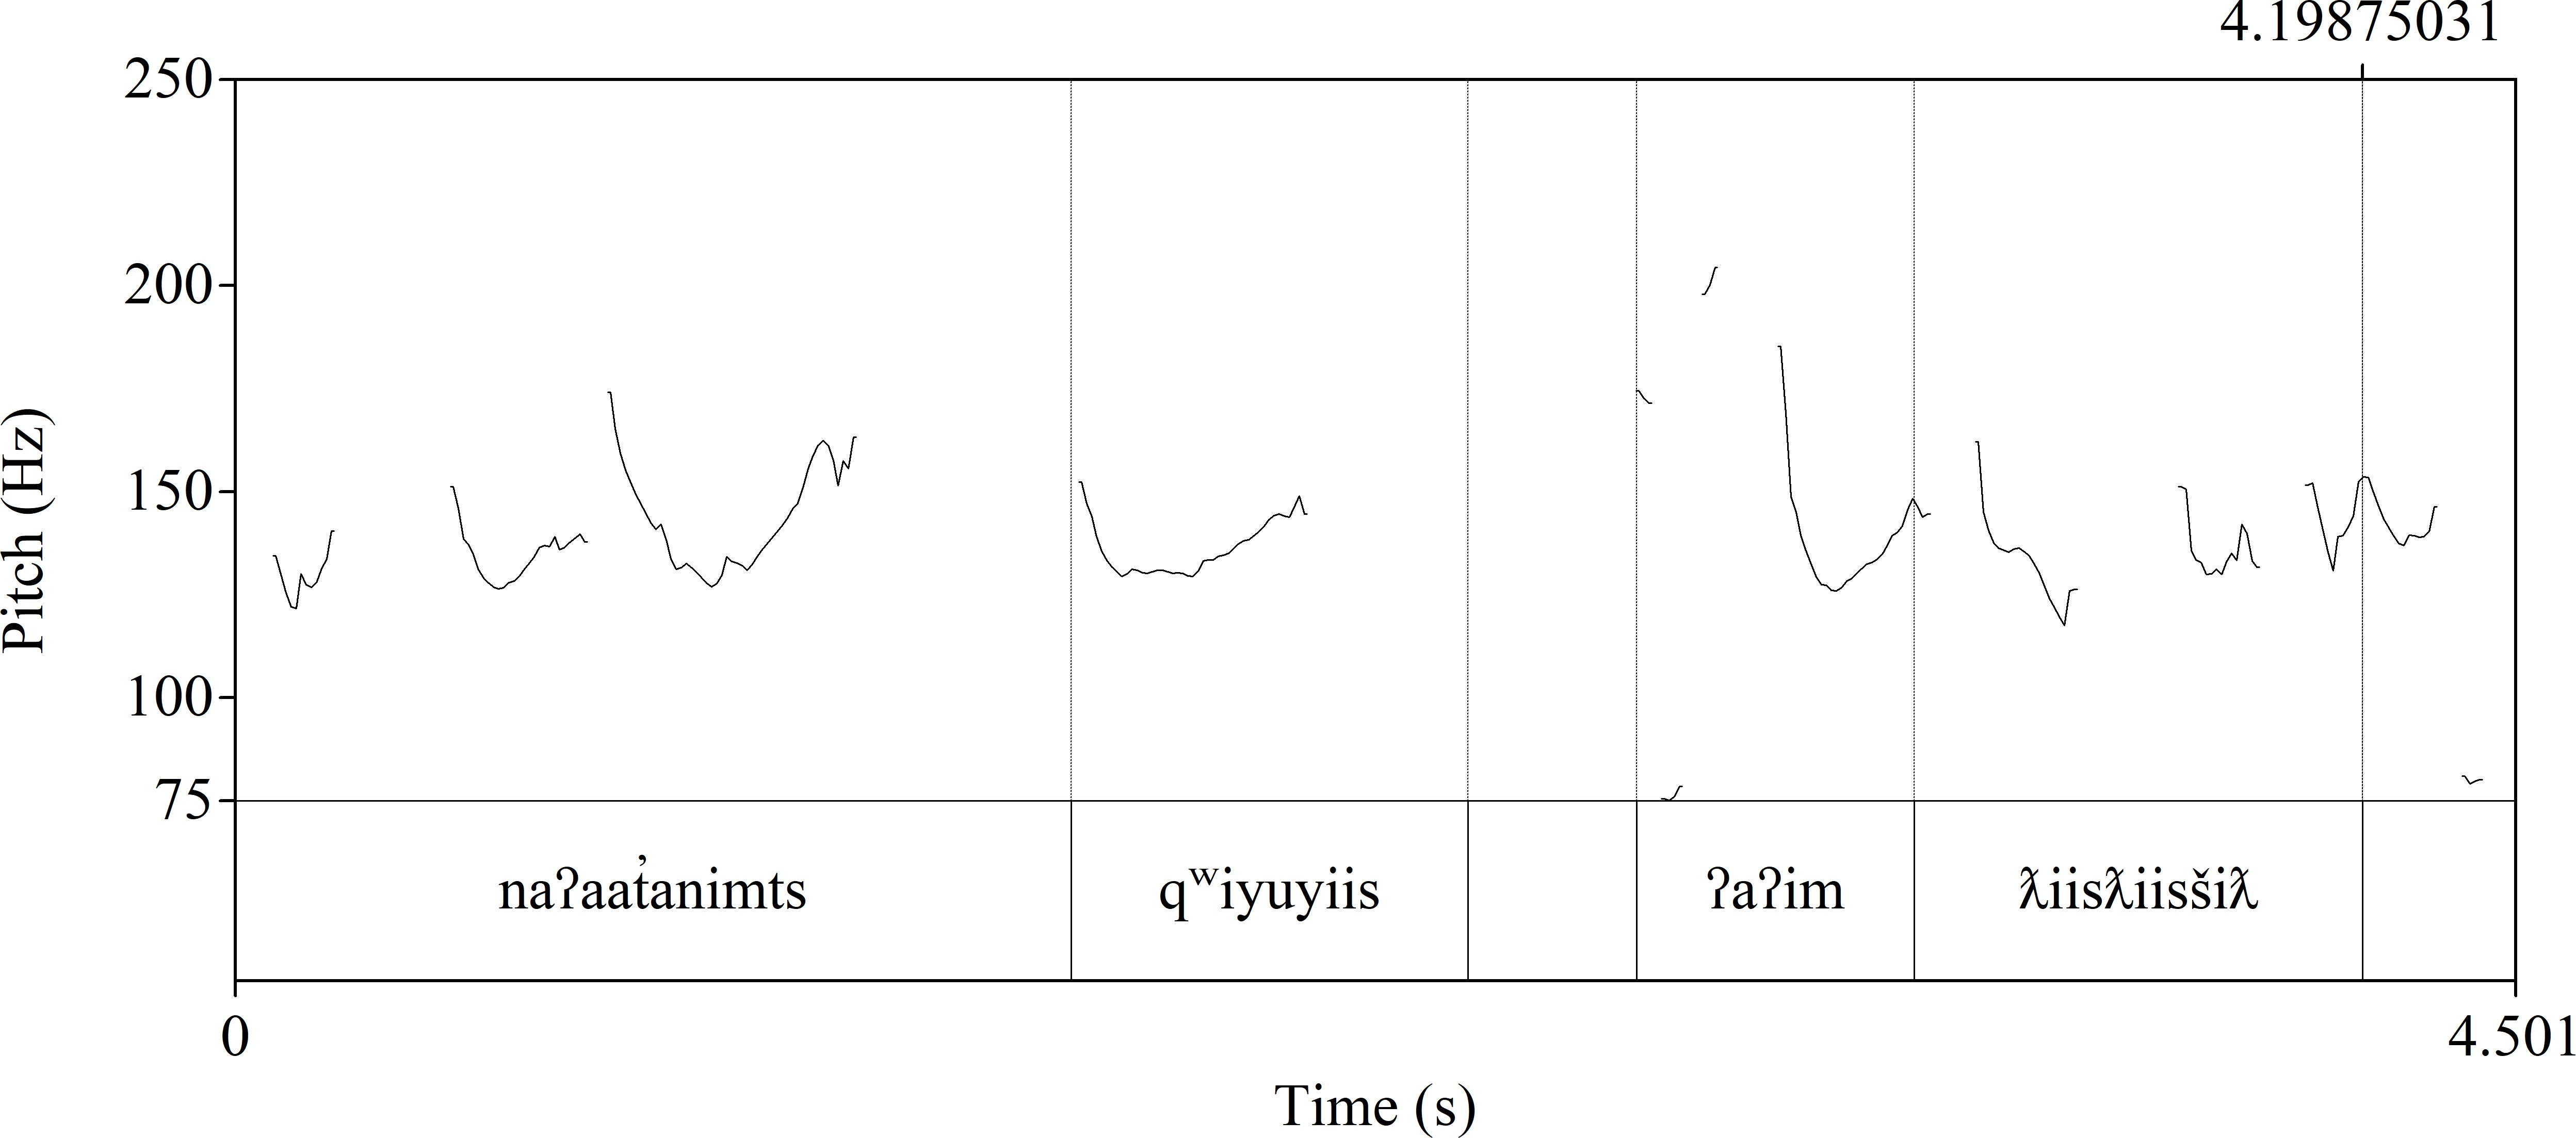 4.19875031
250
200
150
100
75
Pitch (Hz)
naʔaat̓animts qʷiyuyiis ʔaʔim ƛiisƛiisšiƛ
0 4.501
Time (s)